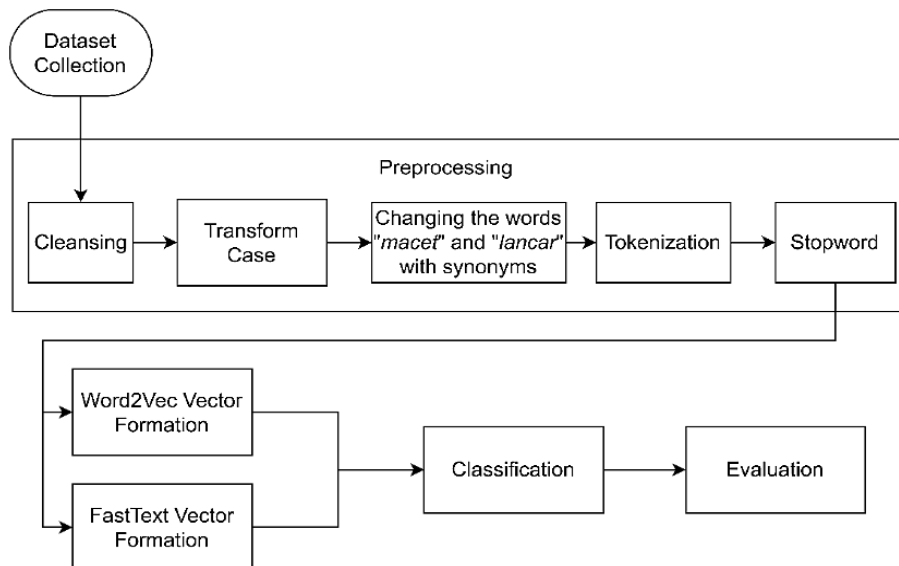 Dataset
Collection
Preprocessing
Cleansing
Transform
Case
Changing the words
"macet" and "lancar"
with synonyms
Tokenization
Stopword
Word2Vec Vector
Formation
FastText Vector
Formation
Classification
Evaluation